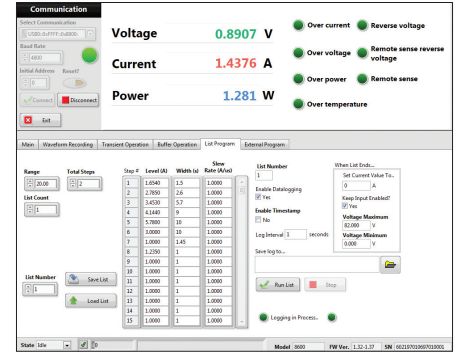 Communication
Select Communication
USB0::0xFFFF::0x8800::
Baud Rate
4800
Initial Address Reset?
0
Connect Disconnect
Exit
Voltage 0.8907 V
Current 1.4376 A
Power 1.281 W
Over current Reverse voltage
Over voltage Remote sense reverse voltage
Over power Remote sense
Over temperature
Main Waveform Recording Transient Operation Buffer Operation List Program External Program
Range Total Steps
20.00 2
List Count
1
List Number
1
Save List
Load List
Step # Level (A) Width (s) Slew Rate (A/us)
1 1.6540 1.5 1.0000
2 2.7850 2.6 1.0000
3 3.4530 5.7 1.0000
4 4.1440 9 1.0000
5 5.7800 10 1.0000
6 3.0000 10 1.0000
7 1.0000 1.45 1.0000
8 1.2350 1 1.0000
9 1.0000 1 1.0000
10 1.0000 1 1.0000
11 1.0000 1 1.0000
12 1.0000 1 1.0000
13 1.0000 1 1.0000
14 1.0000 1 1.0000
15 1.0000 1 1.0000
List Number
1
Enable Datalogging
Yes
Enable Timestamp
No
Log Interval 1 seconds
Save log to...
Run List Stop
Logging in Process..
When List Ends...
Set Current Value To..
0 A
Keep Input Enabled?
Yes
Voltage Maximum
82.000 V
Voltage Minimum
0.000 V
State Idle 0
Model 8600 FW Ver. 1.32-1.37 SN 602197010697010001